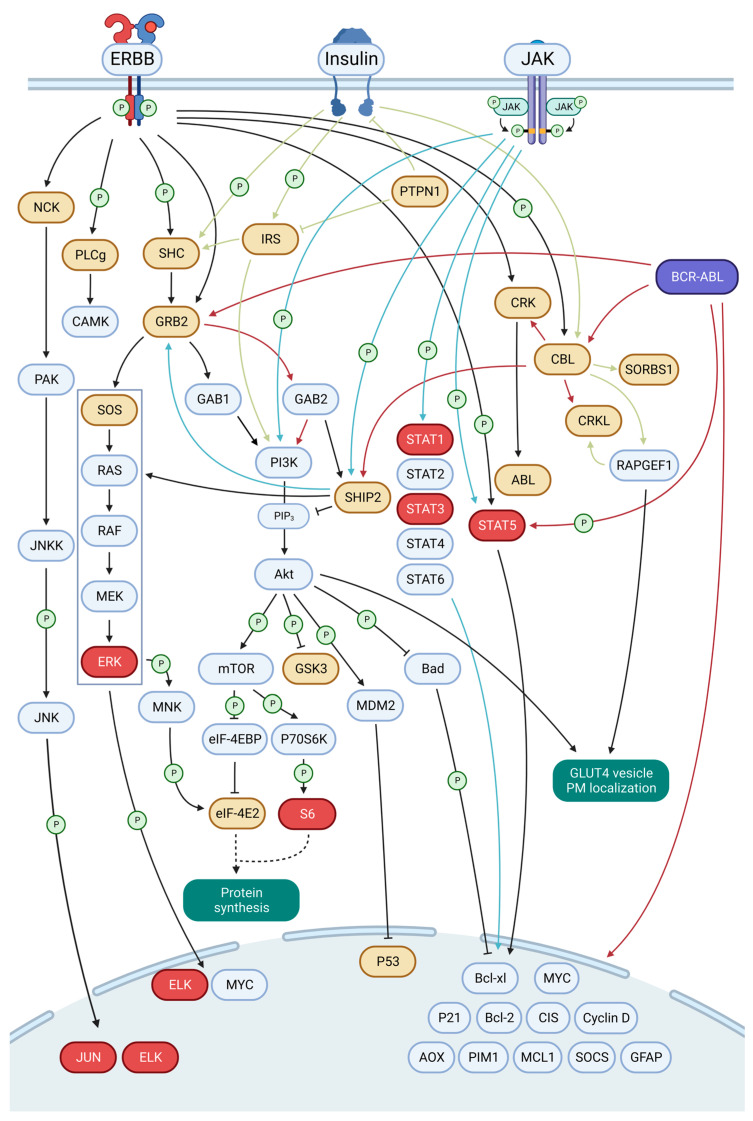 ERBB
Insulin
JAK
P
P
P
JAK
JAK
P
P
P
PTPN1
P
P
P
P
NCK
P
PLCg
SHC
IRS
BCR-ABL
CAMK
GRB2
CRK
P
P
P
CBL
SORBS1
PAK
GAB1
GAB2
P
SOS
CRKL
STAT1
RAS
PI3K
STAT2
ABL
RAPGEF1
SHIP2
STAT3
PIP3
STAT5
P
RAF
JNKK
STAT4
Akt
STAT6
MEK
P
P
P
P
P
ERK
P
mTOR
GSK3
Bad
MNK
P
P
MDM2
JNK
eIF-4EBP
P70S6K
P
P
P
GLUT4 vesicle
PM localization
P
P
eIF-4E2
S6
Protein
synthesis
P53
ELK
MYC
Bcl-xl
MYC
P21
Bcl-2
CIS
Cyclin D
JUN
ELK
AOX
PIM1
MCL1
SOCS
GFAP